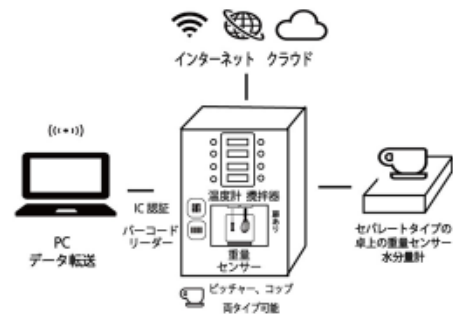 インターネット クラウド
((( • )))
PC
データ転送
IC 認証
バーコード
リーダー
温度計 攪拌器
扉あり
重量
センサー
ピッチャー、コップ
両タイプ可能
セパレートタイプの
卓上の重量センサー
水分量計